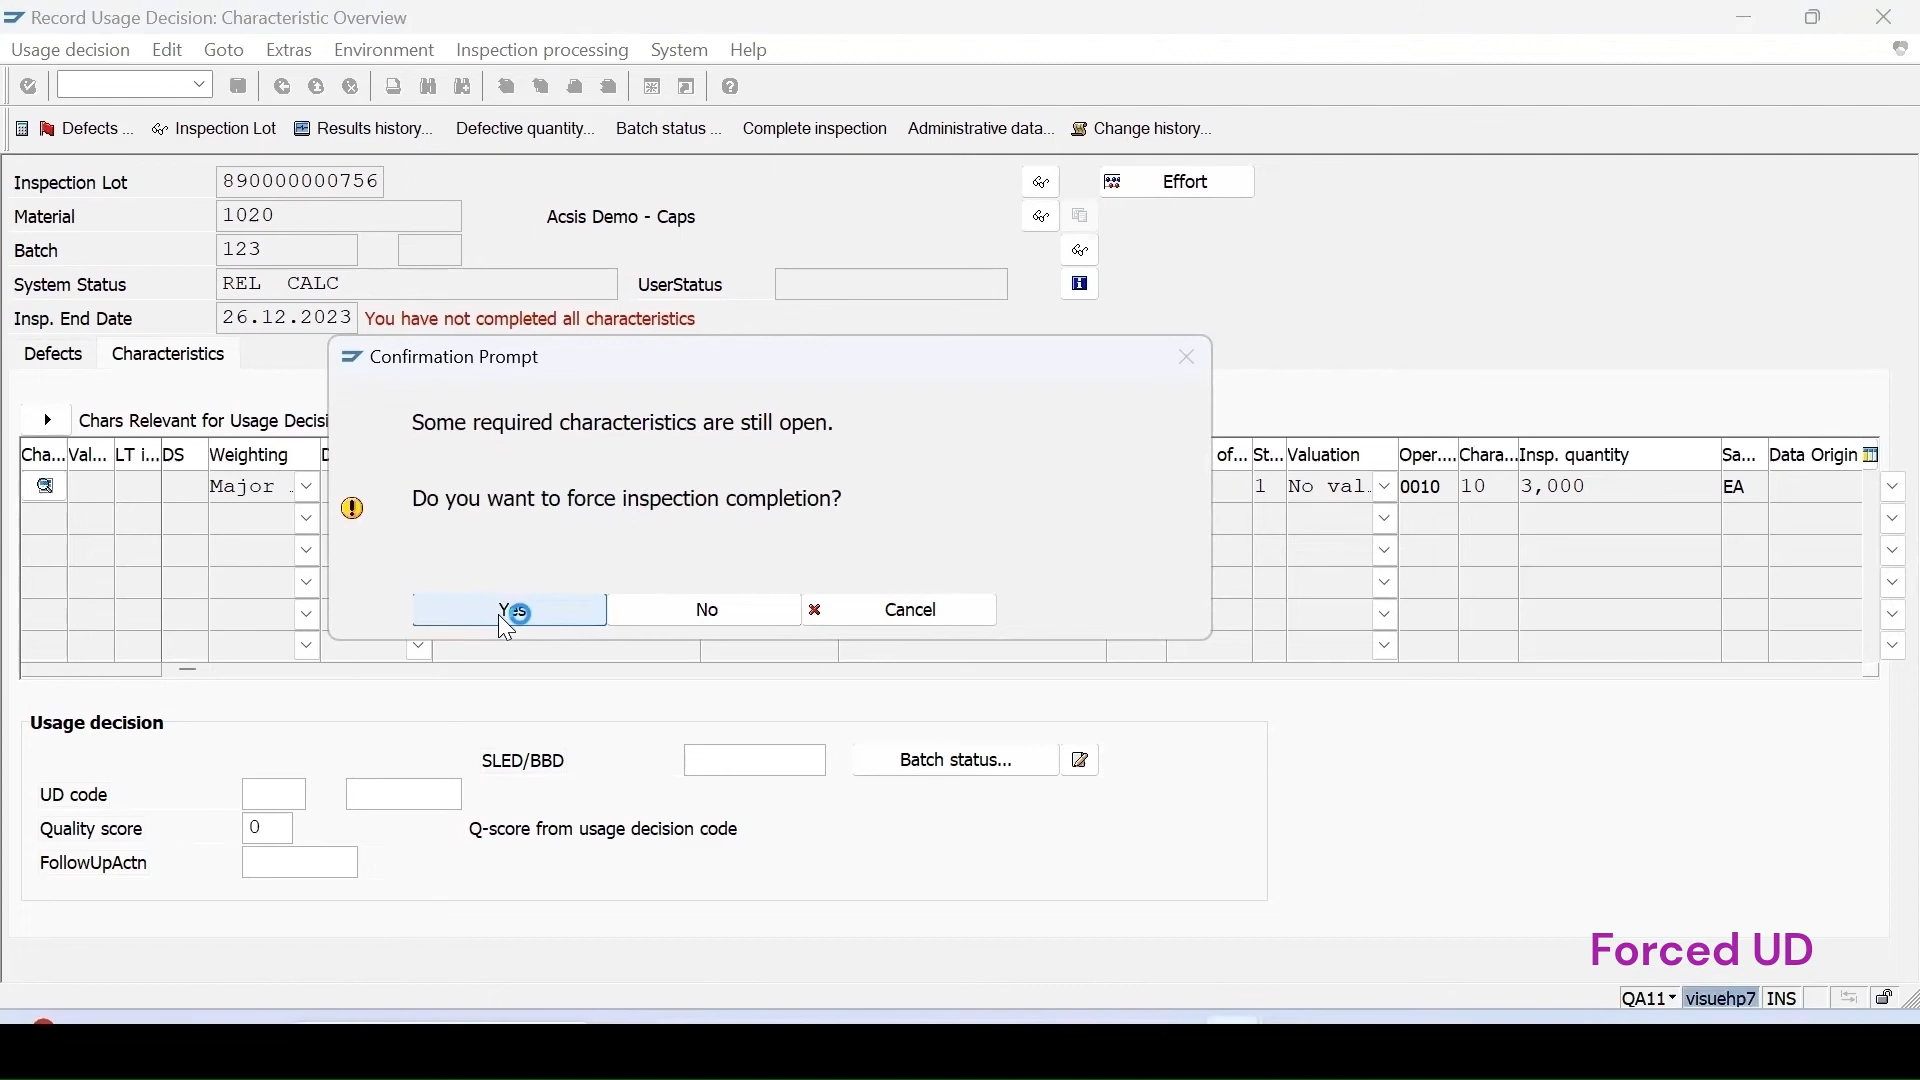 Record Usage Decision: Characteristic Overview
Usage decision Edit Goto Extras Environment Inspection processing System Help
Defects ... Inspection Lot Results history... Defective quantity... Batch status ... Complete inspection Administrative data... Change history...
Inspection Lot 890000000756 Effort
Material 1020 Acsis Demo - Caps
Batch 123
System Status REL CALC UserStatus
Insp. End Date 26.12.2023 You have not completed all characteristics
Defects Characteristics
Confirmation Prompt
Some required characteristics are still open.
Do you want to force inspection completion?
Yes No Cancel
Chars Relevant for Usage Decisi
Cha... Val... LT i... DS Weighting D of... St... Valuation Oper.... Chara... Insp. quantity Sa... Data Origin
Major . 1 No val. 0010 10 3,000 EA
Usage decision
SLED/BBD Batch status...
UD code
Quality score 0 Q-score from usage decision code
FollowUpActn
Forced UD
QA11 visuehp7 INS